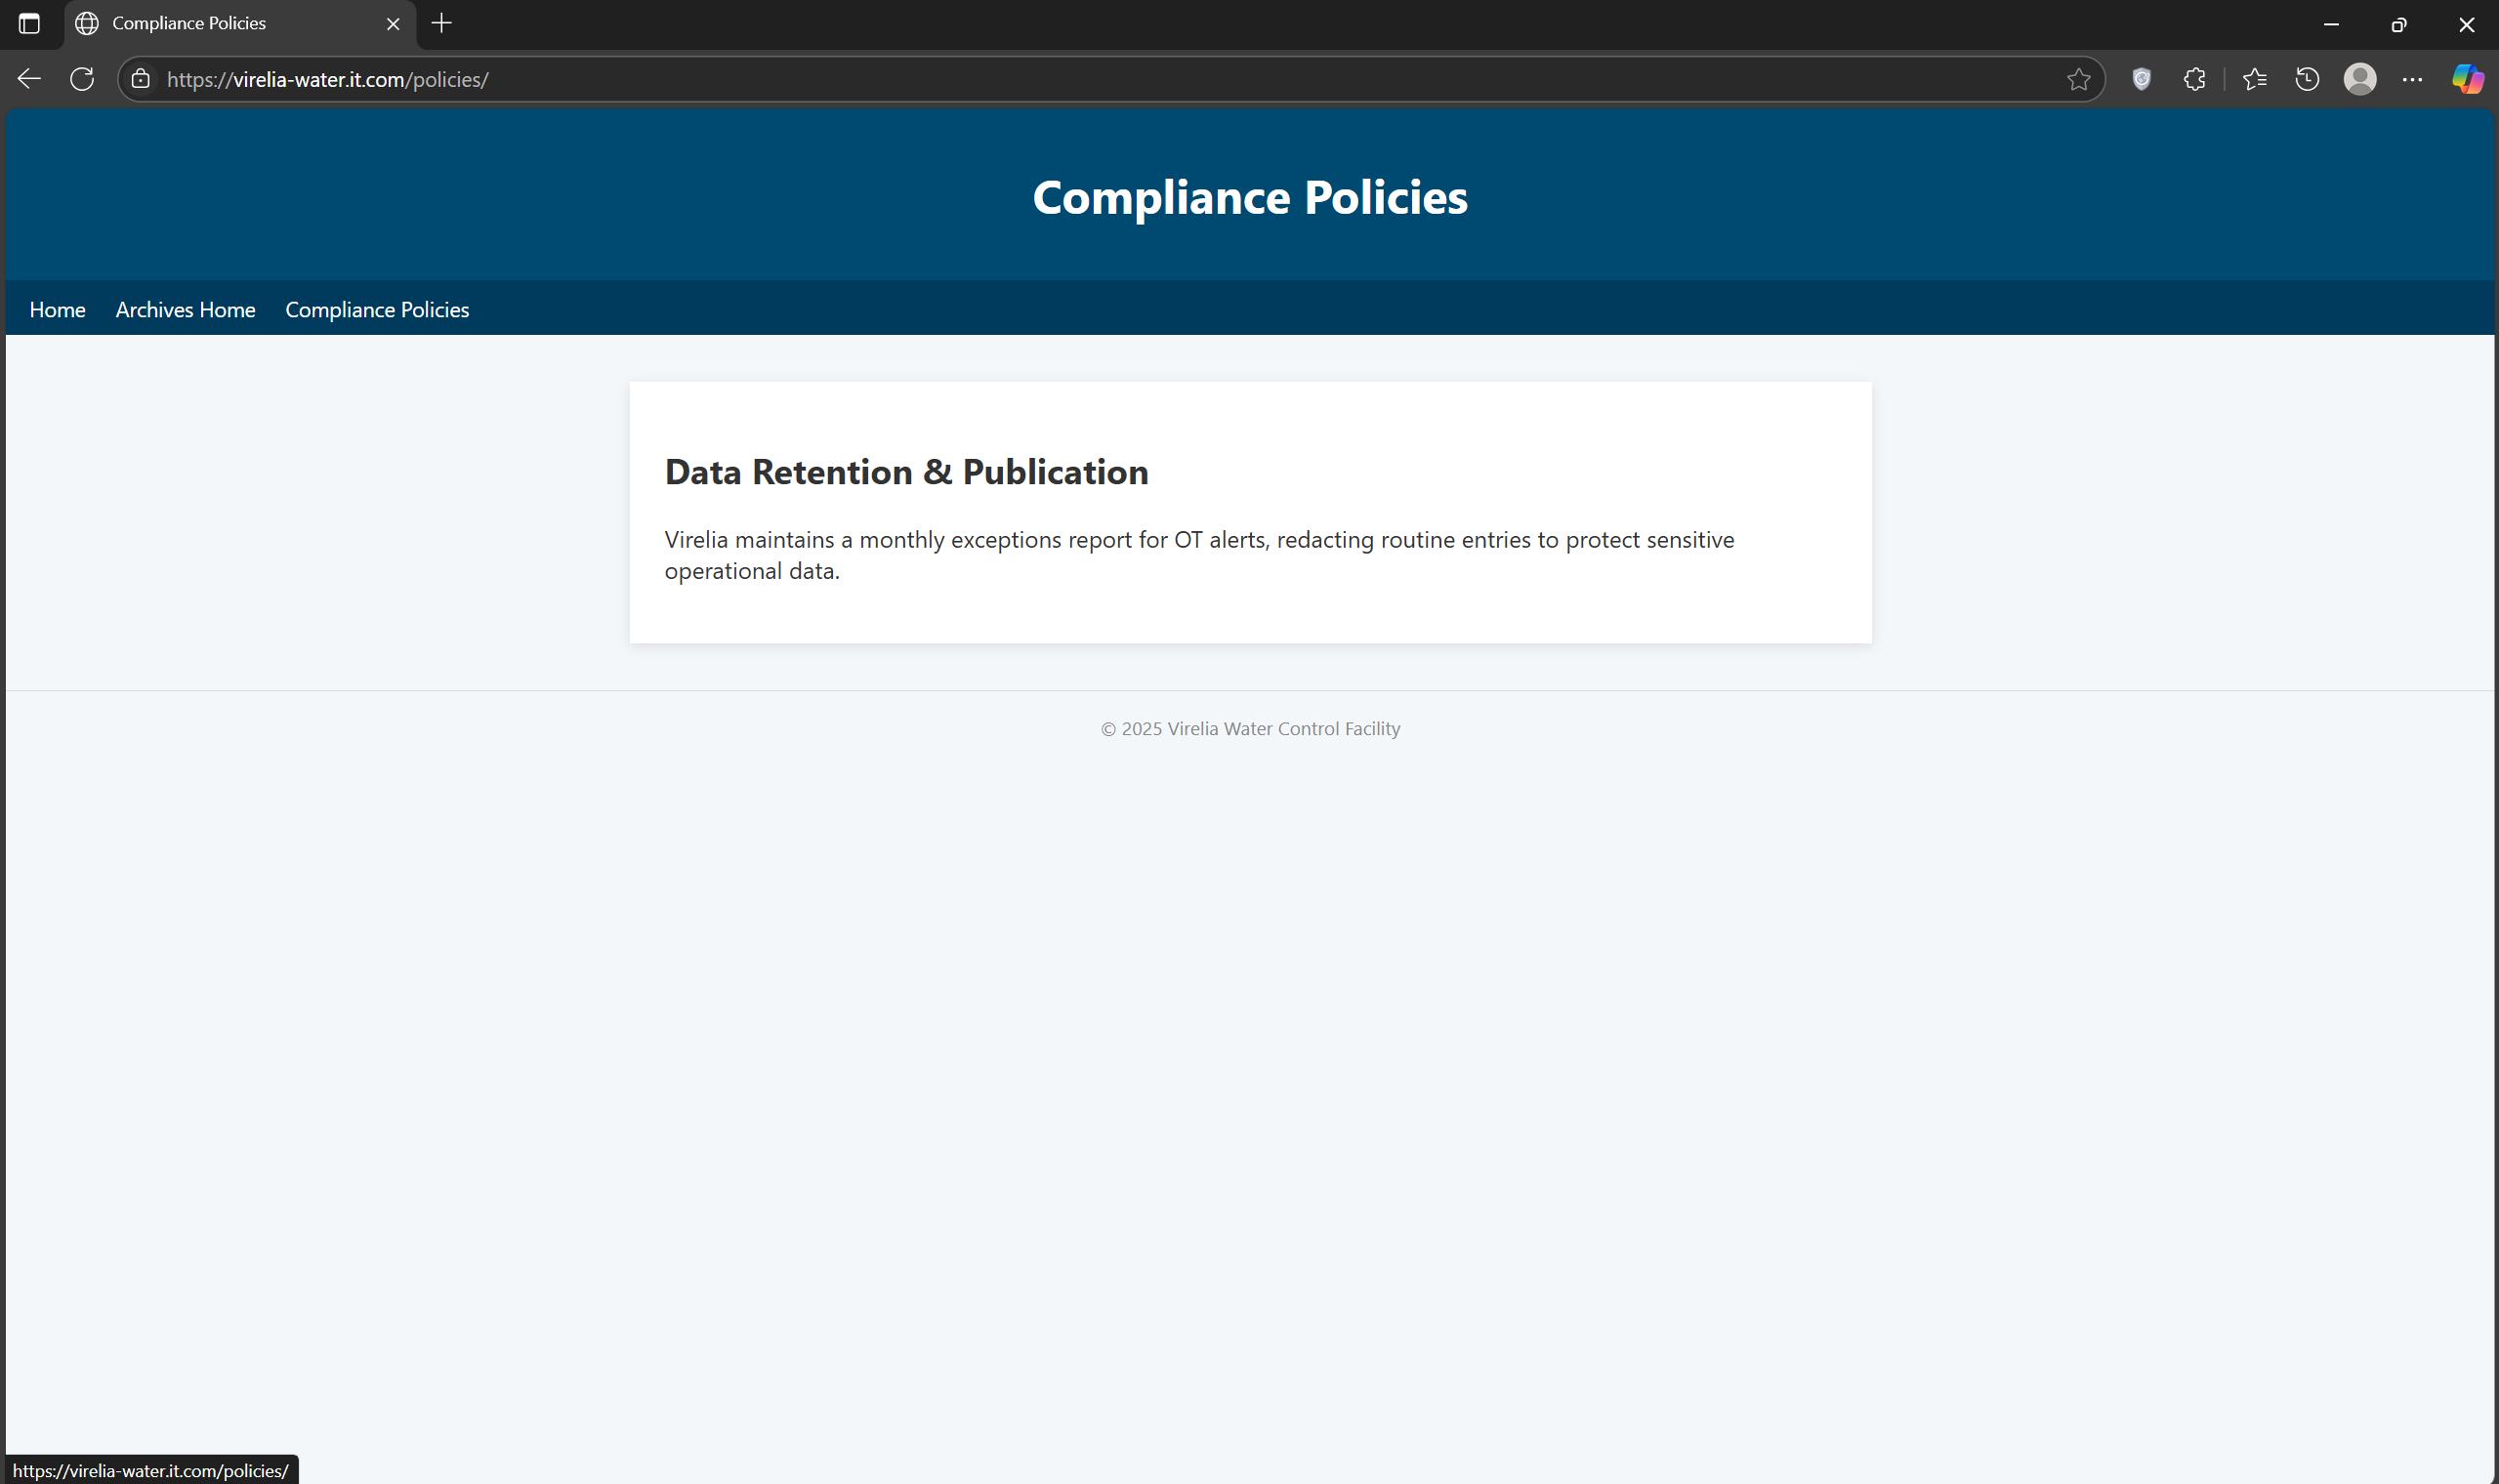 Compliance Policies
https://virelia-water.it.com/policies/
Compliance Policies
Home Archives Home Compliance Policies
Data Retention & Publication
Virelia maintains a monthly exceptions report for OT alerts, redacting routine entries to protect sensitive
operational data.
© 2025 Virelia Water Control Facility
https://virelia-water.it.com/policies/